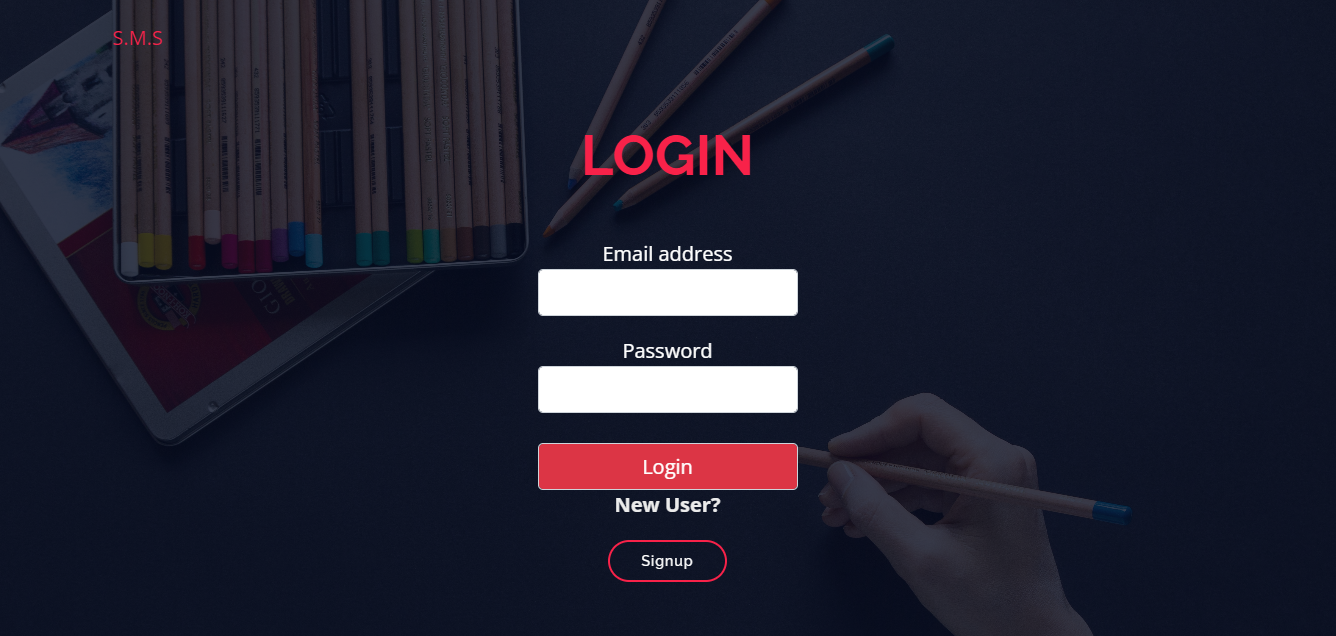 S.M.S
LOGIN
Email address
Password
Login
New User?
Signup